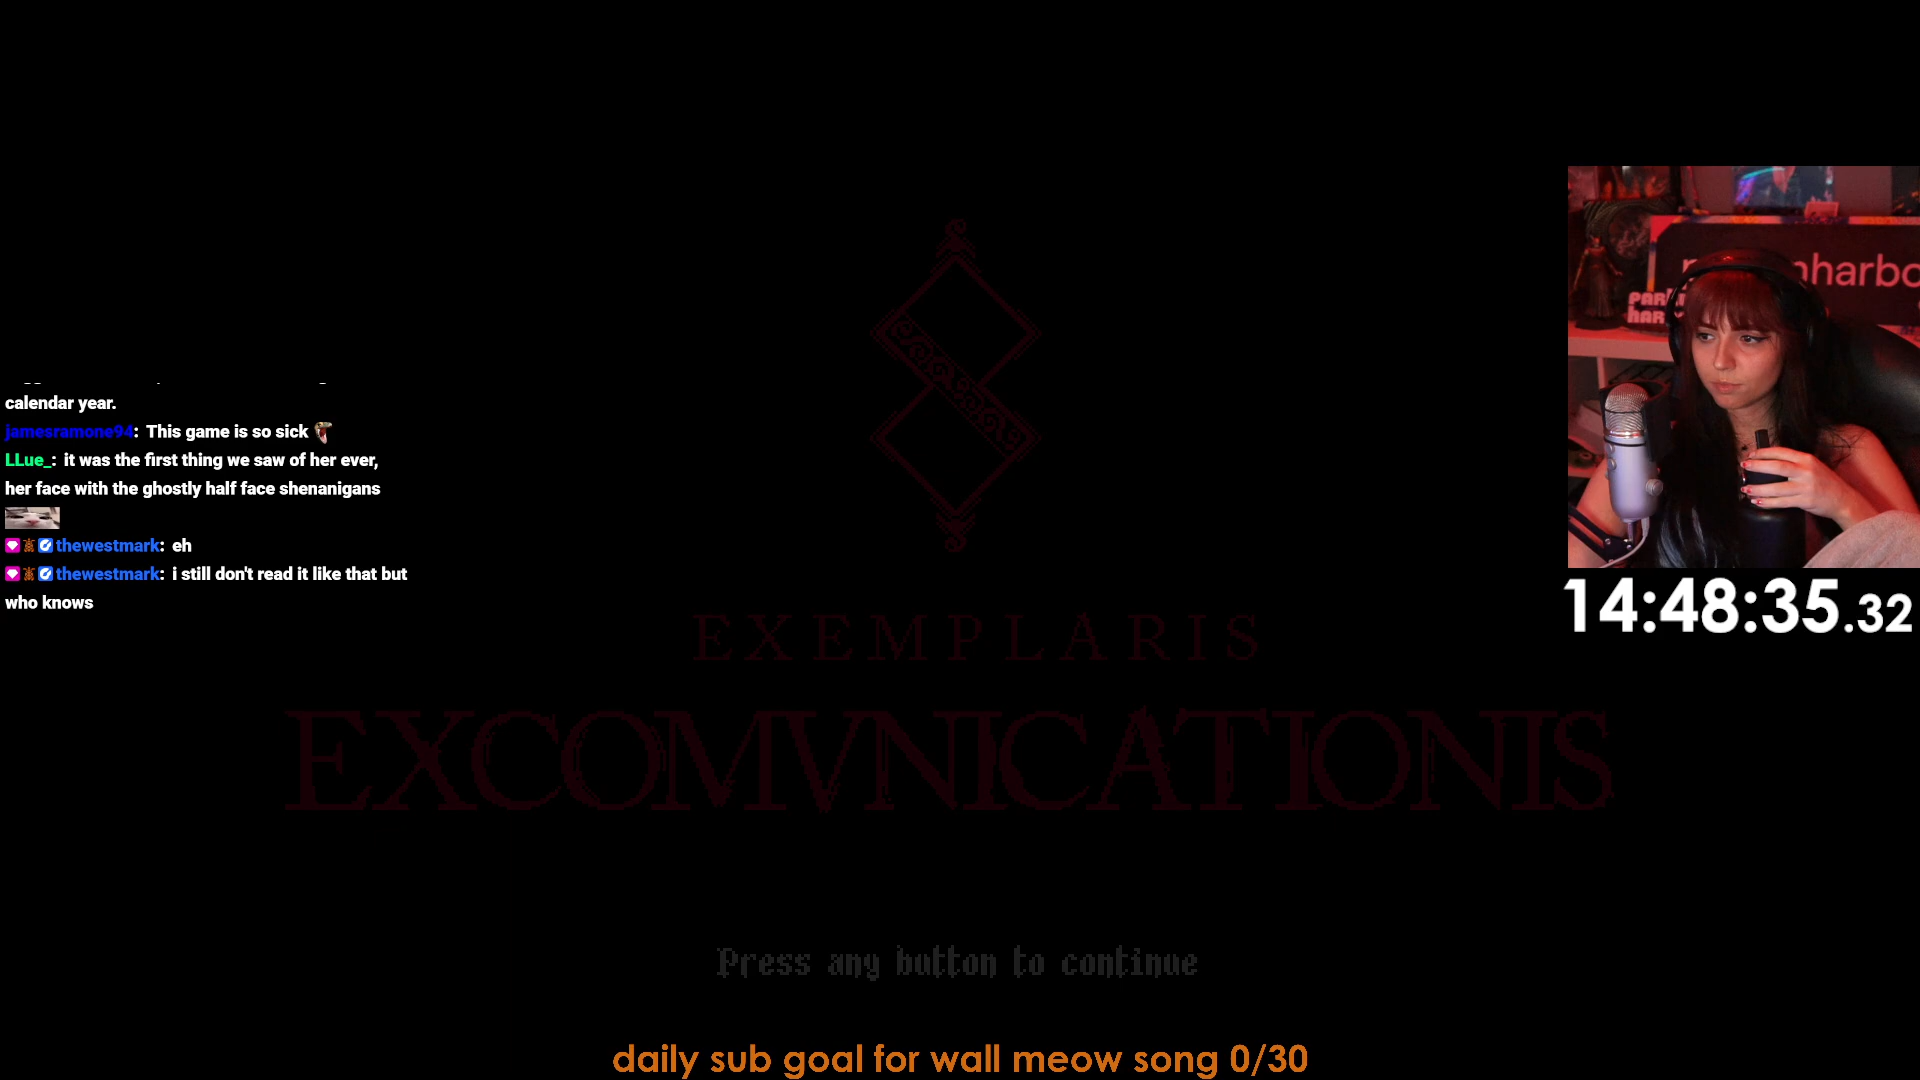 calendar year.
jamesramone94: This game is so sick
LLue_: it was the first thing we saw of her ever,
her face with the ghostly half face shenanigans
thewestmark: eh
thewestmark: i still don't read it like that but
who knows
nharbo
PAR
HAR
14:48:35.32
EXEMPLARIS
EXCOMVNICATIONIS
Press any button to continue
daily sub goal for wall meow song 0/30